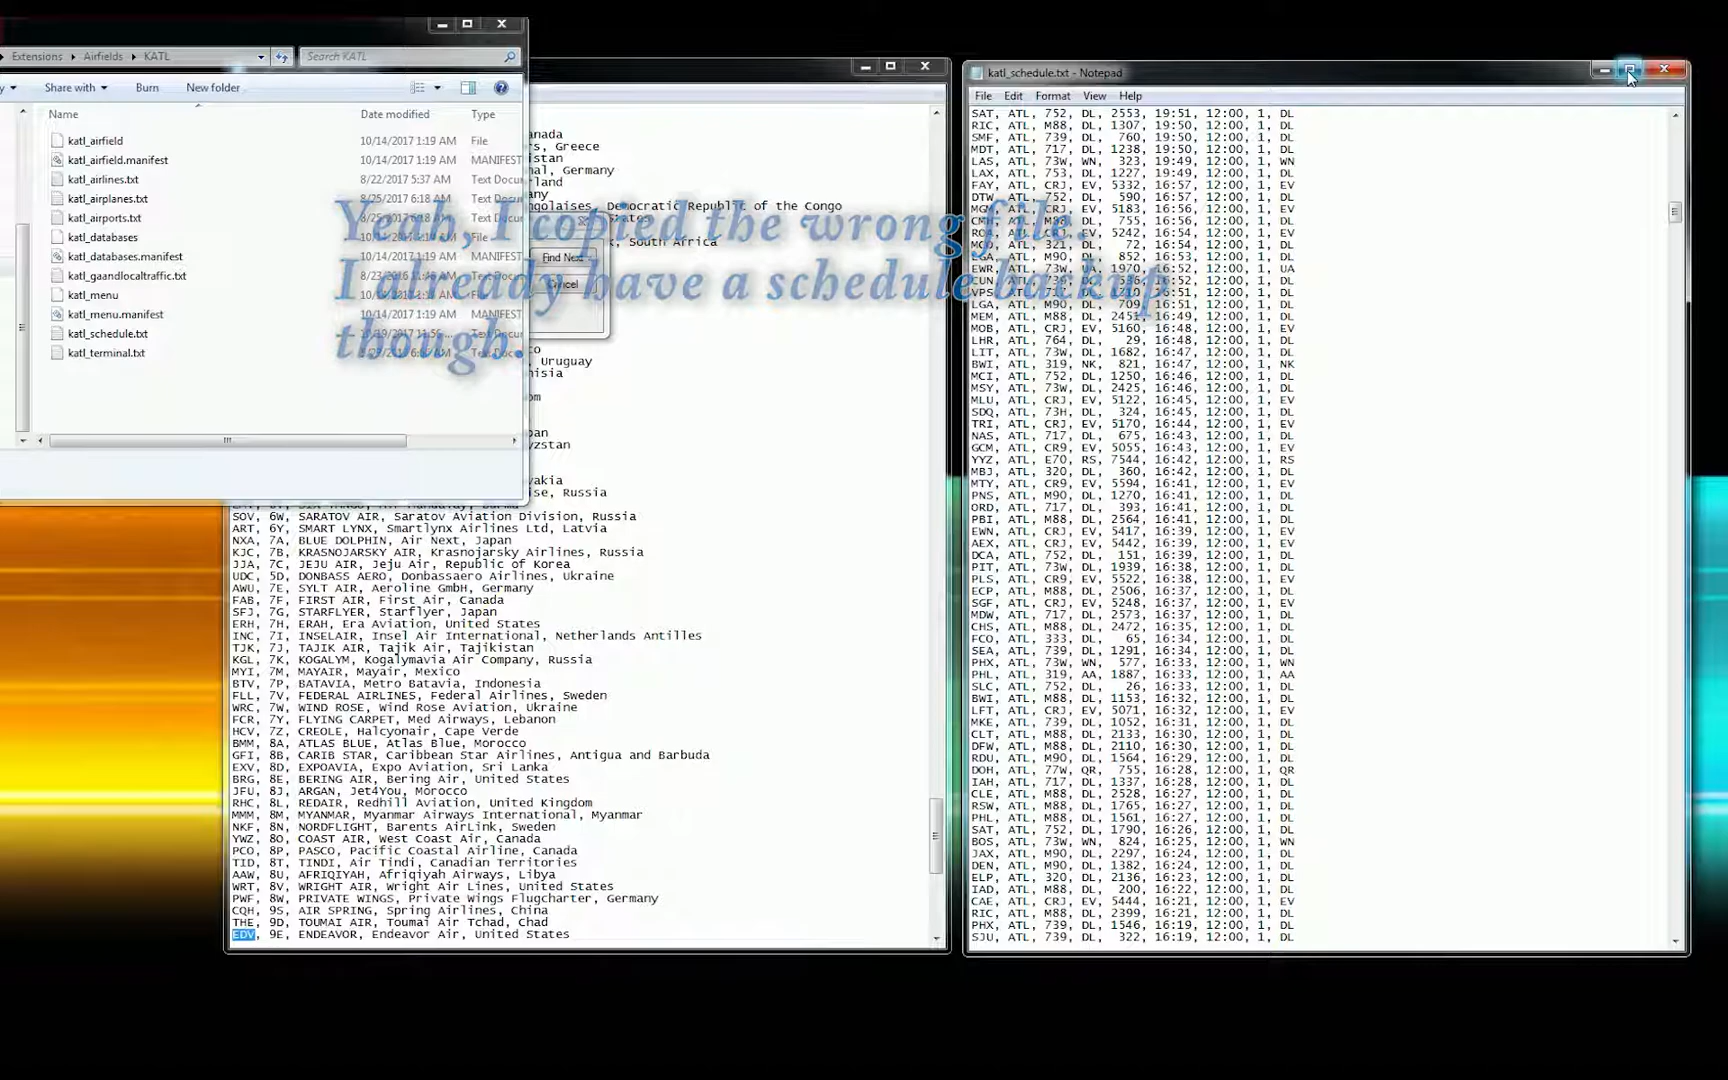 Extensions ▸ Airfields ▸ KATL
Search KATL
Share with
Burn
New folder
Name
Date modified
Type
katl_airfield
10/14/2017 1:19 AM
File
katl_airfield.manifest
10/14/2017 1:19 AM
MANIFEST
katl_airlines.txt
8/22/2017 5:37 AM
Text Docu
katl_airplanes.txt
8/25/2017 6:18 AM
Text Docu
katl_airports.txt
katl_databases
katl_databases.manifest
10/14/2017 1:19 AM
MANIFEST
katl_gaandlocaltraffic.txt
katl_menu
katl_menu.manifest
10/14/2017 1:19 AM
MANIFEST
katl_schedule.txt
katl_terminal.txt
Yeah, I copied the wrong file.
I already have a schedule backup
though.
Find Next
Cancel
Democratic Republic of the Congo
South Africa
Uruguay
SOV, 6W, SARATOV AIR, Saratov Aviation Division, Russia
ART, 6Y, SMART LYNX, Smartlynx Airlines Ltd, Latvia
NXA, 7A, BLUE DOLPHIN, Air Next, Japan
KJC, 7B, KRASNOJARSKY AIR, Krasnojarsky Airlines, Russia
JJA, 7C, JEJU AIR, Jeju Air, Republic of Korea
UDC, 5D, DONBASS AERO, Donbassaero Airlines, Ukraine
AWU, 7E, SYLT AIR, Aeroline GmbH, Germany
FAB, 7F, FIRST AIR, First Air, Canada
SFJ, 7G, STARFLYER, Starflyer, Japan
ERH, 7H, ERAH, Era Aviation, United States
INC, 7I, INSELAIR, Insel Air International, Netherlands Antilles
TJK, 7J, TAJIK AIR, Tajik Air, Tajikistan
KGL, 7K, KOGALYM, Kogalymavia Air Company, Russia
MYI, 7M, MAYAIR, Mayair, Mexico
BTV, 7P, BATAVIA, Metro Batavia, Indonesia
FLL, 7V, FEDERAL AIRLINES, Federal Airlines, Sweden
WRC, 7W, WIND ROSE, Wind Rose Aviation, Ukraine
FCR, 7Y, FLYING CARPET, Med Airways, Lebanon
HCV, 7Z, CREOLE, Halcyonair, Cape Verde
BMM, 8A, ATLAS BLUE, Atlas Blue, Morocco
GFI, 8B, CARIB STAR, Caribbean Star Airlines, Antigua and Barbuda
EXV, 8D, EXPOAVIA, Expo Aviation, Sri Lanka
BRG, 8E, BERING AIR, Bering Air, United States
JFU, 8J, ARGAN, Jet4You, Morocco
RHC, 8L, REDAIR, Redhill Aviation, United Kingdom
MMM, 8M, MYANMAR, Myanmar Airways International, Myanmar
NKF, 8N, NORDFLIGHT, Barents AirLink, Sweden
YWZ, 8O, COAST AIR, West Coast Air, Canada
PCO, 8P, PASCO, Pacific Coastal Airline, Canada
TID, 8T, TINDI, Air Tindi, Canadian Territories
AAW, 8U, AFRIQIYAH, Afriqiyah Airways, Libya
WRT, 8V, WRIGHT AIR, Wright Air Lines, United States
PWF, 8W, PRIVATE WINGS, Private Wings Flugcharter, Germany
CQH, 9S, AIR SPRING, Spring Airlines, China
THE, 9D, TOUMAI AIR, Toumai Air Tchad, Chad
EDV, 9E, ENDEAVOR, Endeavor Air, United States
katl_schedule.txt - Notepad
File Edit Format View Help
SAT, ATL, 752, DL, 2553, 19:51, 12:00, 1, DL
RIC, ATL, M88, DL, 1307, 19:50, 12:00, 1, DL
SMF, ATL, 739, DL, 760, 19:50, 12:00, 1, DL
MDT, ATL, 717, DL, 1238, 19:50, 12:00, 1, DL
LAS, ATL, 73W, WN, 323, 19:49, 12:00, 1, WN
LAX, ATL, 753, DL, 1227, 19:49, 12:00, 1, DL
FAY, ATL, CRJ, EV, 5332, 16:57, 12:00, 1, EV
DTW, ATL, 752, DL, 590, 16:57, 12:00, 1, DL
MGM, ATL, CRJ, EV, 5183, 16:56, 12:00, 1, EV
16:56, 12:00, 1, DL
16:54, 12:00, 1, EV
16:54, 12:00, 1, DL
16:53, 12:00, 1, DL
16:52, 12:00, 1, UA
MEM, ATL, M88, DL, 2451, 16:49, 12:00, 1, DL
MOB, ATL, CRJ, EV, 5160, 16:48, 12:00, 1, EV
LHR, ATL, 764, DL, 29, 16:48, 12:00, 1, DL
LIT, ATL, 73W, DL, 1682, 16:47, 12:00, 1, DL
BWI, ATL, 319, NK, 821, 16:47, 12:00, 1, NK
MCI, ATL, 752, DL, 1250, 16:46, 12:00, 1, DL
MSY, ATL, 73W, DL, 2425, 16:46, 12:00, 1, DL
MLU, ATL, CRJ, EV, 5122, 16:45, 12:00, 1, EV
SDQ, ATL, 73H, DL, 324, 16:45, 12:00, 1, DL
TRI, ATL, CRJ, EV, 5170, 16:44, 12:00, 1, EV
NAS, ATL, 717, DL, 675, 16:43, 12:00, 1, DL
GCM, ATL, CR9, EV, 5055, 16:43, 12:00, 1, EV
YYZ, ATL, E70, RS, 7544, 16:42, 12:00, 1, RS
MBJ, ATL, 320, DL, 360, 16:42, 12:00, 1, DL
MTY, ATL, CR9, EV, 5594, 16:41, 12:00, 1, EV
PNS, ATL, M90, DL, 1270, 16:41, 12:00, 1, DL
ORD, ATL, 717, DL, 393, 16:41, 12:00, 1, DL
PBI, ATL, M88, DL, 2564, 16:41, 12:00, 1, DL
EWN, ATL, CRJ, EV, 5417, 16:39, 12:00, 1, EV
AEX, ATL, CRJ, EV, 5442, 16:39, 12:00, 1, EV
DCA, ATL, 752, DL, 151, 16:39, 12:00, 1, DL
PIT, ATL, 73W, DL, 1939, 16:38, 12:00, 1, DL
PLS, ATL, CR9, EV, 5522, 16:38, 12:00, 1, EV
ECP, ATL, M88, DL, 2506, 16:37, 12:00, 1, DL
SGF, ATL, CRJ, EV, 5248, 16:37, 12:00, 1, EV
MDW, ATL, 717, DL, 2573, 16:37, 12:00, 1, DL
CHS, ATL, M88, DL, 2472, 16:35, 12:00, 1, DL
FCO, ATL, 333, DL, 65, 16:34, 12:00, 1, DL
SEA, ATL, 739, DL, 1291, 16:34, 12:00, 1, DL
PHX, ATL, 73W, WN, 577, 16:33, 12:00, 1, WN
PHL, ATL, 319, AA, 1887, 16:33, 12:00, 1, AA
SLC, ATL, 752, DL, 26, 16:33, 12:00, 1, DL
BWI, ATL, M88, DL, 1153, 16:32, 12:00, 1, DL
LFT, ATL, CRJ, EV, 5071, 16:32, 12:00, 1, EV
MKE, ATL, 739, DL, 1052, 16:31, 12:00, 1, DL
CLT, ATL, M88, DL, 2133, 16:30, 12:00, 1, DL
DFW, ATL, M88, DL, 2110, 16:30, 12:00, 1, DL
RDU, ATL, M90, DL, 1564, 16:29, 12:00, 1, DL
DOH, ATL, 77W, QR, 755, 16:28, 12:00, 1, QR
IAH, ATL, 717, DL, 1337, 16:28, 12:00, 1, DL
CLE, ATL, M88, DL, 2528, 16:27, 12:00, 1, DL
RSW, ATL, M88, DL, 1765, 16:27, 12:00, 1, DL
PHL, ATL, M88, DL, 1561, 16:27, 12:00, 1, DL
SAT, ATL, 752, DL, 1790, 16:26, 12:00, 1, DL
BOS, ATL, 73W, WN, 824, 16:25, 12:00, 1, WN
JAX, ATL, M90, DL, 2297, 16:24, 12:00, 1, DL
DEN, ATL, M90, DL, 1382, 16:24, 12:00, 1, DL
ELP, ATL, 320, DL, 2136, 16:23, 12:00, 1, DL
IAD, ATL, M88, DL, 200, 16:22, 12:00, 1, DL
CAE, ATL, CRJ, EV, 5444, 16:21, 12:00, 1, EV
RIC, ATL, M88, DL, 2399, 16:21, 12:00, 1, DL
PHX, ATL, 739, DL, 1546, 16:19, 12:00, 1, DL
SJU, ATL, 739, DL, 322, 16:19, 12:00, 1, DL